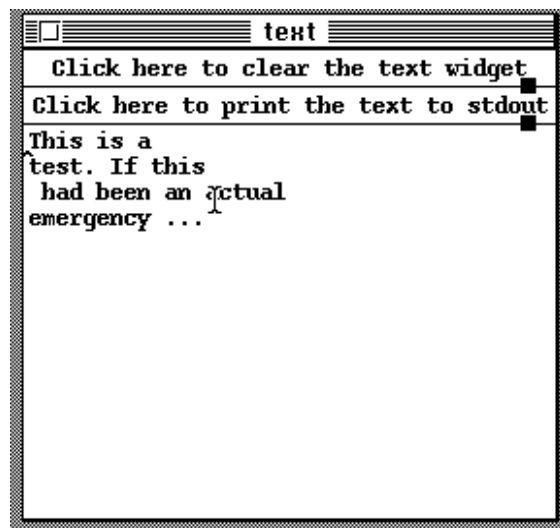 text
Click here to clear the text widget
Click here to print the text to stdout
This is a
test. If this
had been an actual
emergency ...